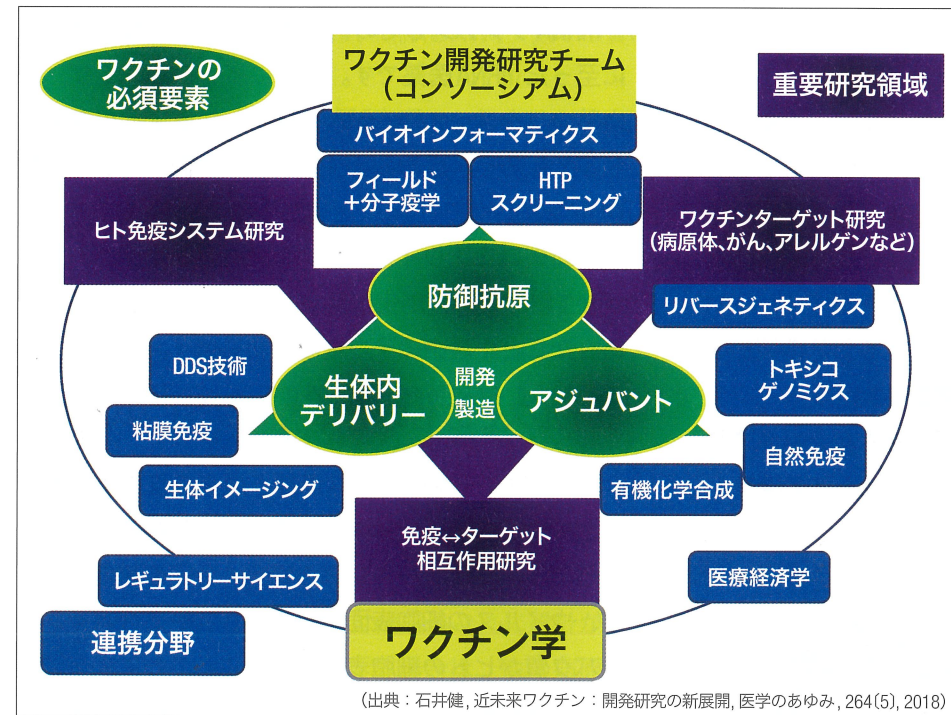 ワクチンの
必須要素
ワクチン開発研究チーム
（コンソーシアム）
重要研究領域
バイオインフォーマティクス
フィールド
＋分子疫学
HTP
スクリーニング
ヒト免疫システム研究
ワクチンターゲット研究
（病原体、がん、アレルゲンなど）
防御抗原
リバースジェネティクス
DDS技術
生体内
デリバリー
開発
製造
アジュバント
トキシコ
ゲノミクス
粘膜免疫
自然免疫
生体イメージング
有機化学合成
免疫↔ターゲット
相互作用研究
レギュラトリーサイエンス
医療経済学
連携分野
ワクチン学
（出典：石井健, 近未来ワクチン：開発研究の新展開, 医学のあゆみ, 264〔5〕, 2018）